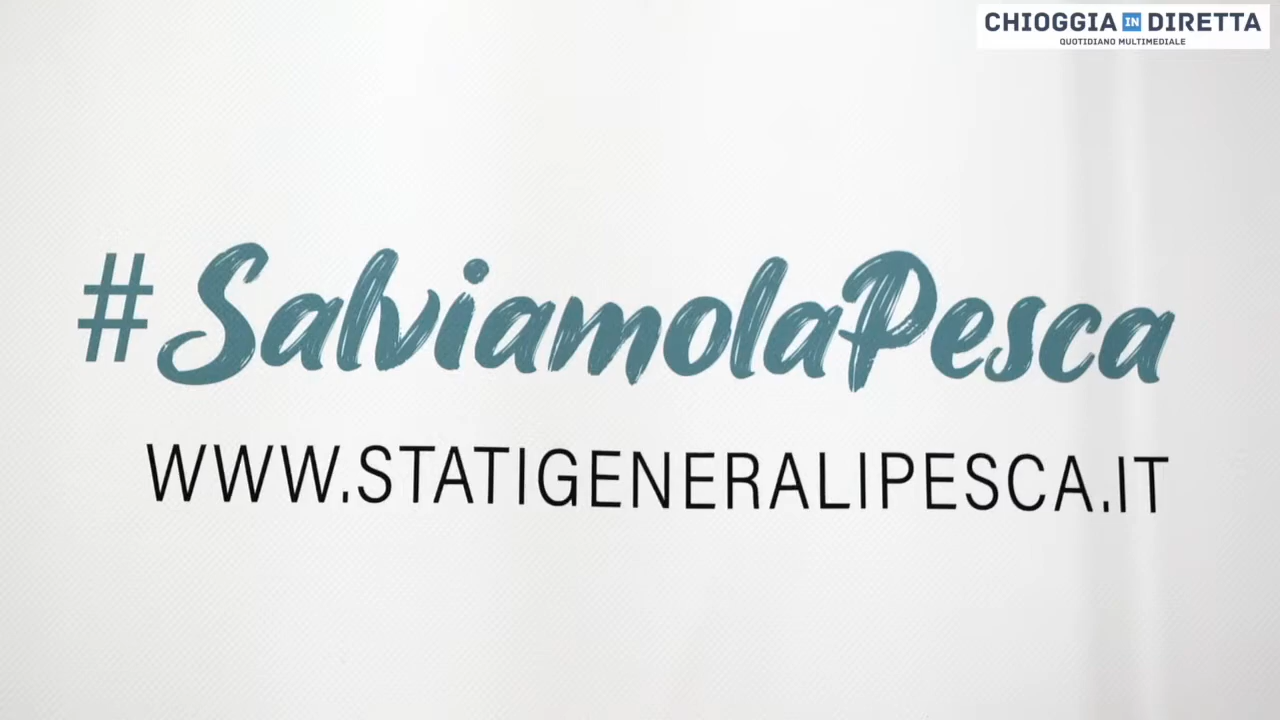 CHIOGGIA IN DIRETTA
QUOTIDIANO MULTIMEDIALE
#SalviamolaPesca
WWW.STATIGENERALIPESCA.IT